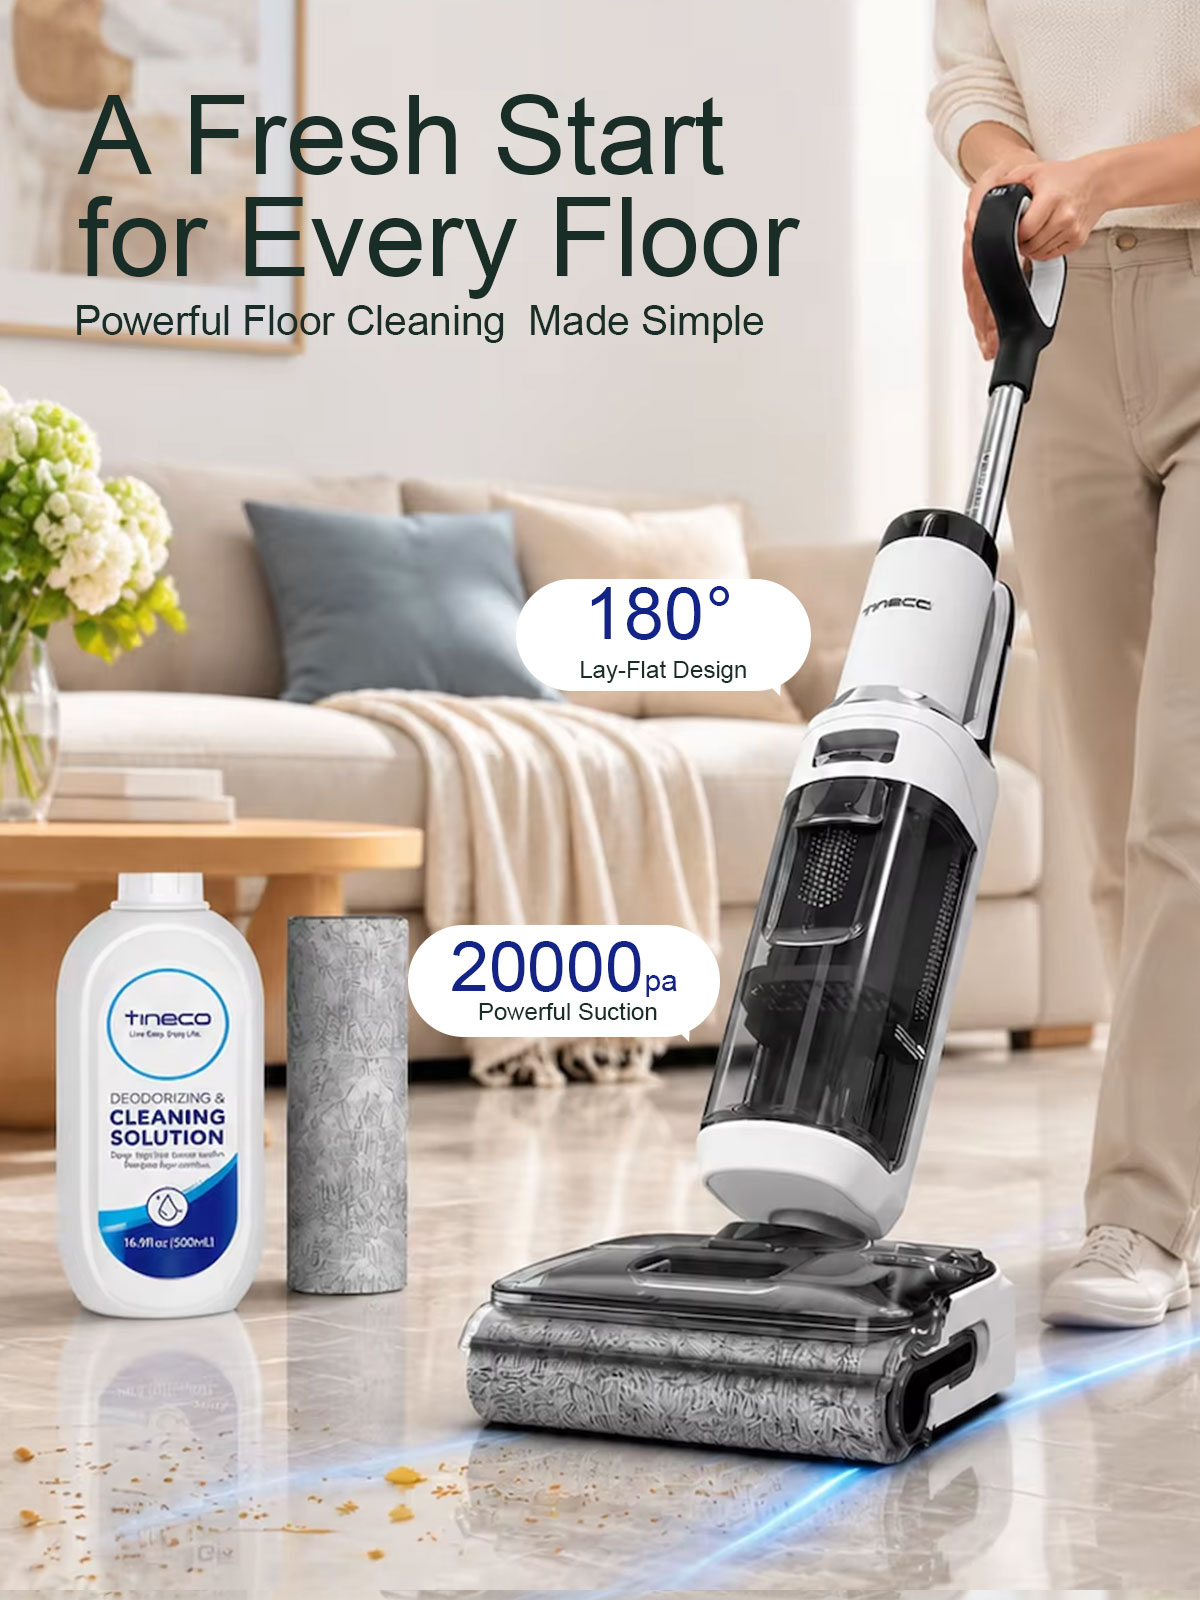 A Fresh Start
for Every Floor
Powerful Floor Cleaning Made Simple
180°
Lay-Flat Design
TINECO
20000pa
Powerful Suction
tineco
DEODORIZING &
CLEANING
SOLUTION
16.9fl oz (500mL)